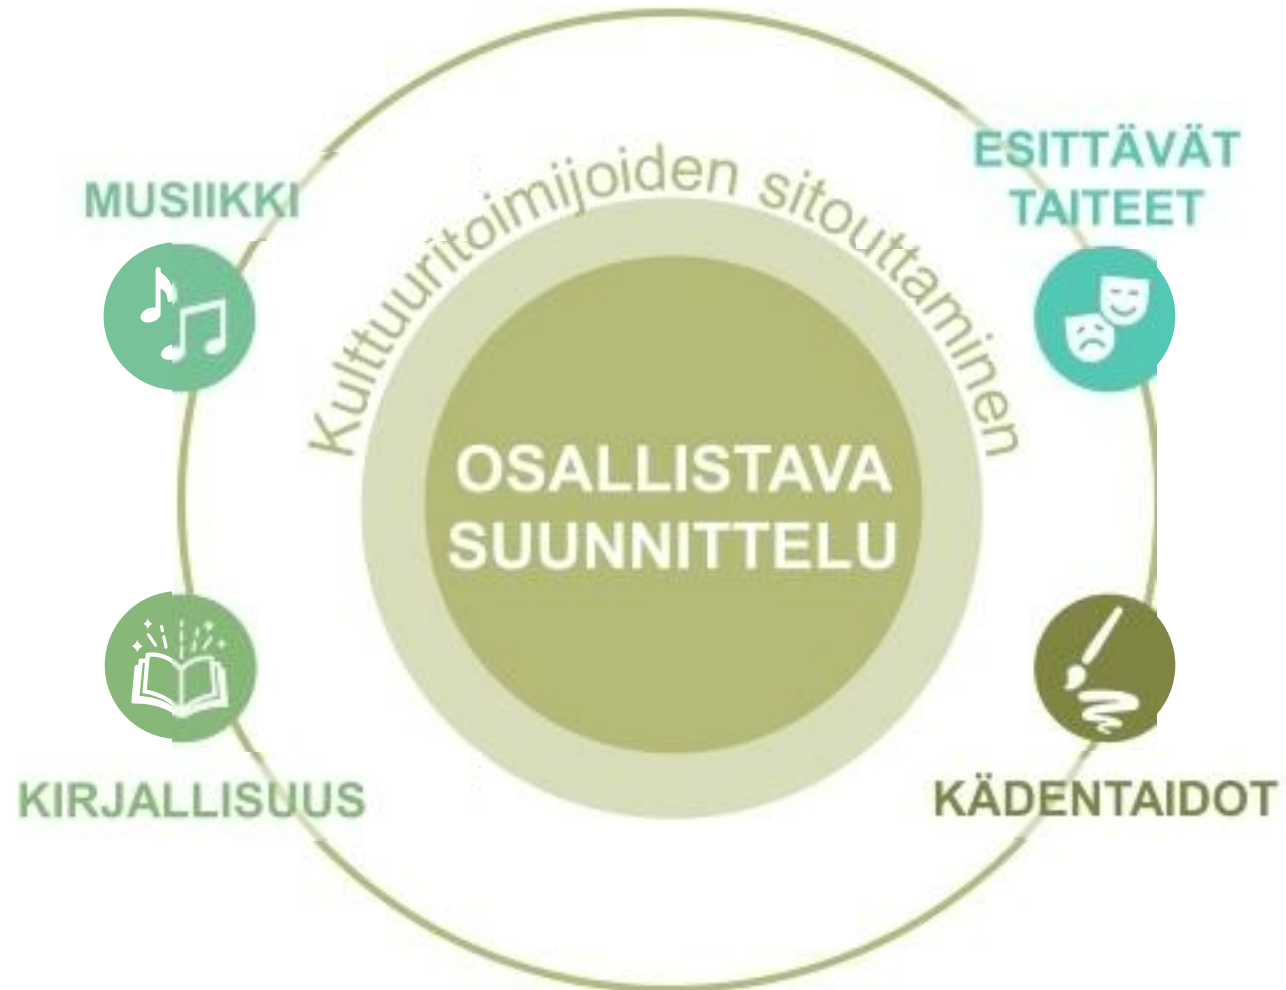 ESITTÄVÄT
TAITEET
MUSIIKKI
Kulttuuritoimijoiden sitouttaminen
OSALLISTAVA
SUUNNITTELU
KIRJALLISUUS
KÄDENTAIDOT